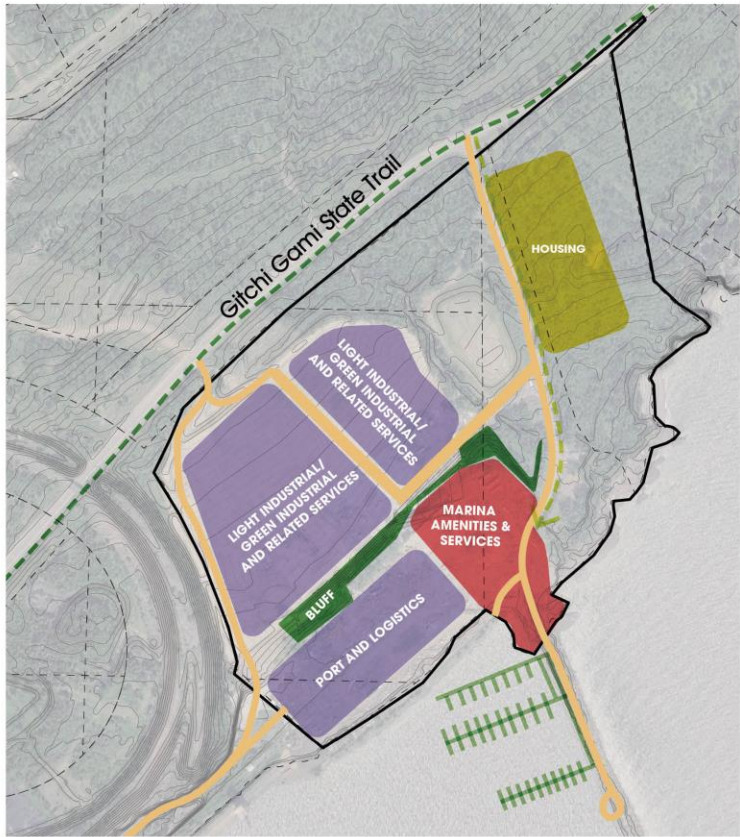 Gitchi Gami State Trail
HOUSING
LIGHT INDUSTRIAL/
GREEN INDUSTRIAL
AND RELATED SERVICES
LIGHT INDUSTRIAL/
GREEN INDUSTRIAL
AND RELATED SERVICES
MARINA
AMENITIES &
SERVICES
BLUFF
PORT AND LOGISTICS